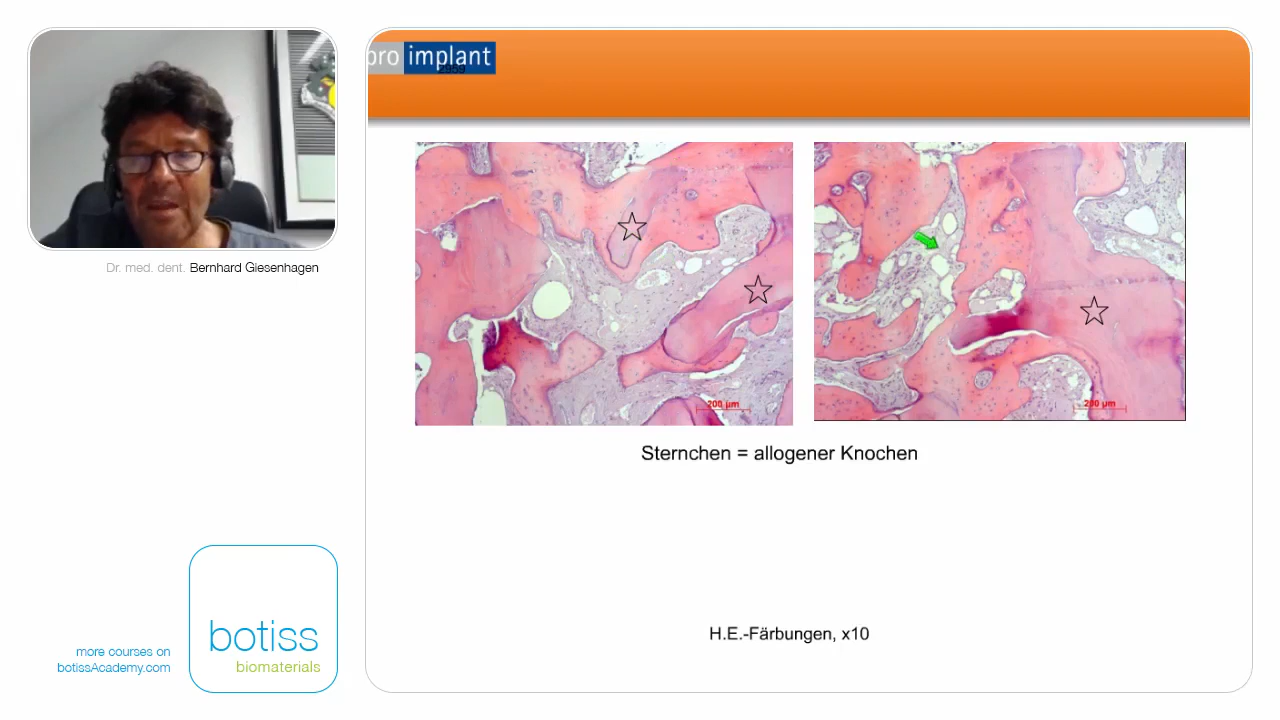 pro implant
Dr. med. dent. Bernhard Giesenhagen
200 µm
200 µm
Sternchen = allogener Knochen
H.E.-Färbungen, x10
more courses on
botissAcademy.com
botiss
biomaterials